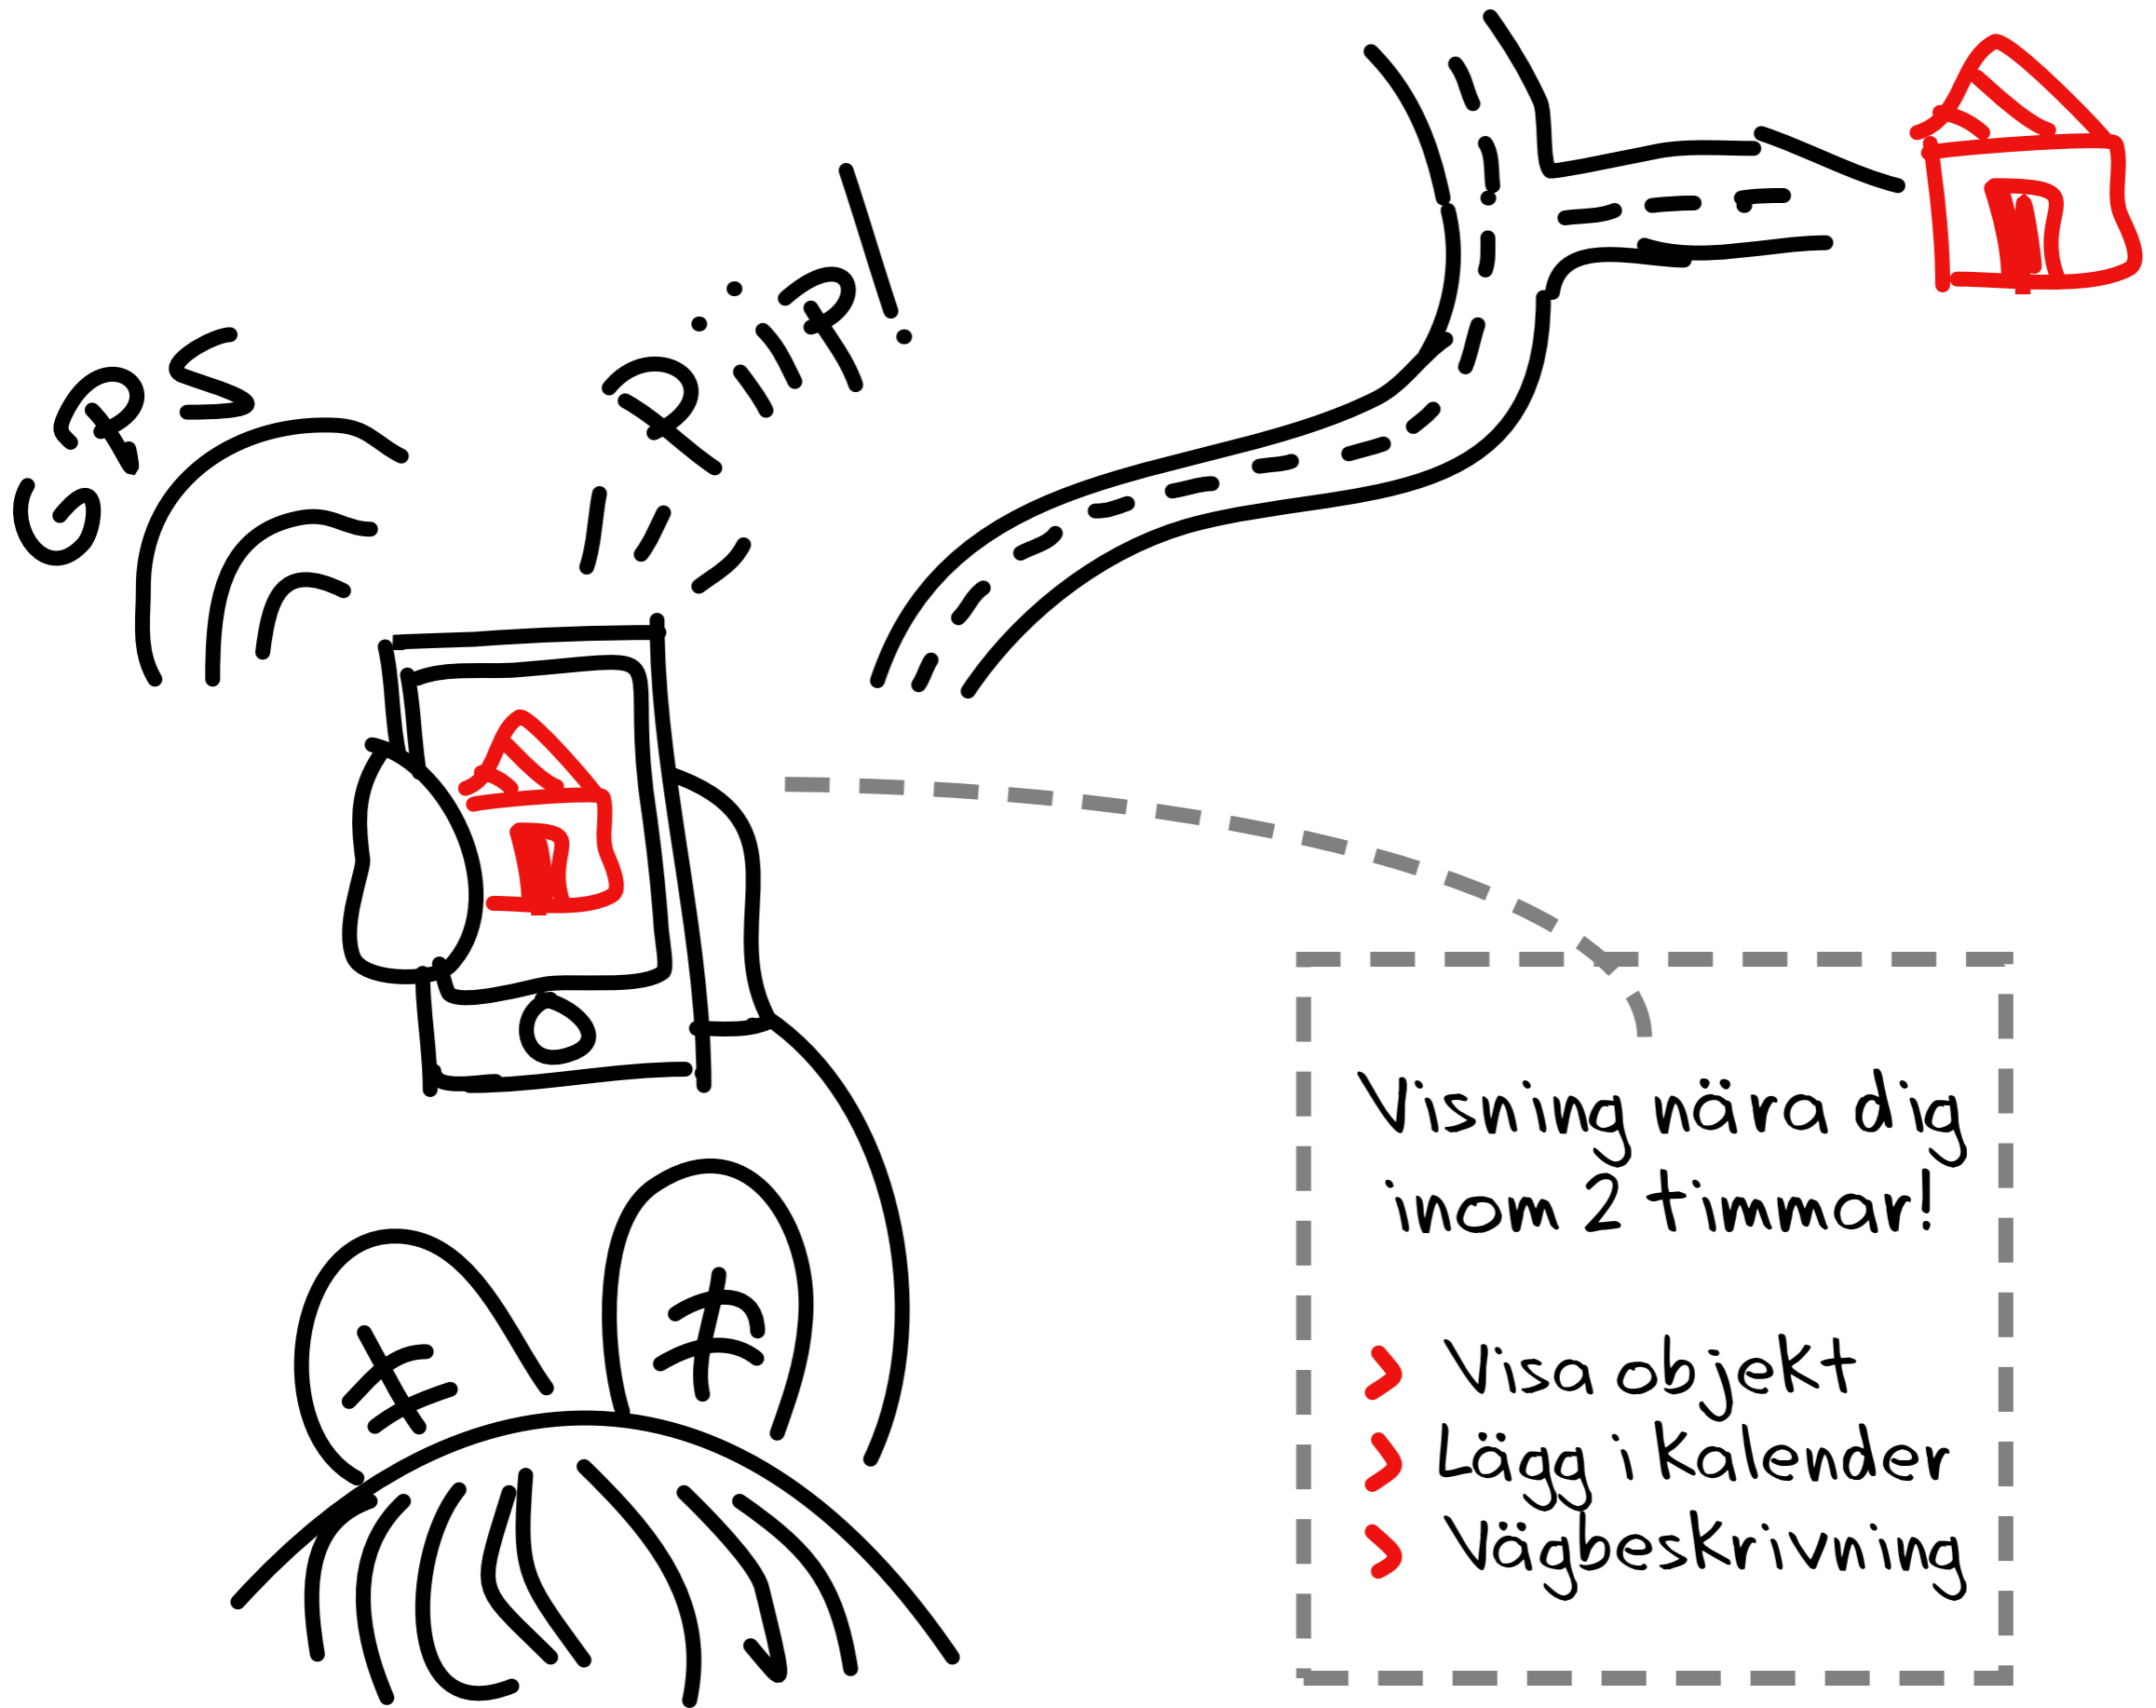 GPS
PiiP!
Visning nära dig
inom 2 timmar!
Visa objekt
Lägg i kalender
Vägbeskrivning